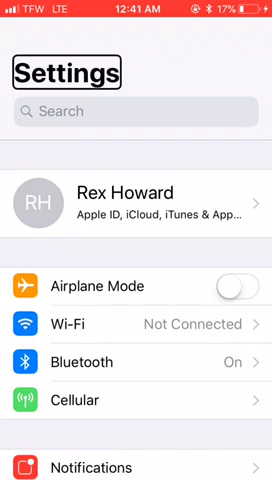 TFW LTE 12:41 AM 17%
Settings
Search
RH
Rex Howard
Apple ID, iCloud, iTunes & App...
Airplane Mode
Wi-Fi Not Connected
Bluetooth On
Cellular
Notifications